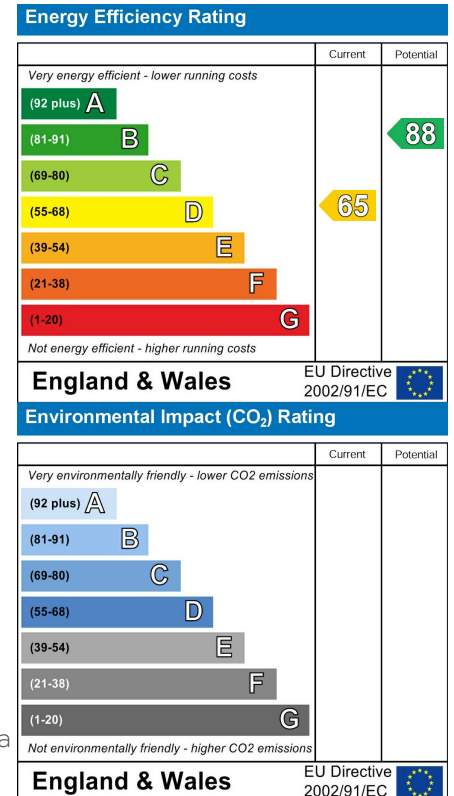 Energy Efficiency Rating
Current Potential
Very energy efficient - lower running costs
(92 plus) A
(81-91) B
88
(69-80) C
(55-68) D
65
(39-54) E
(21-38) F
(1-20) G
Not energy efficient - higher running costs
England & Wales
EU Directive
2002/91/EC
Environmental Impact (CO₂) Rating
Current Potential
Very environmentally friendly - lower CO2 emissions
(92 plus) A
(81-91) B
(69-80) C
(55-68) D
(39-54) E
(21-38) F
(1-20) G
a
Not environmentally friendly - higher CO2 emissions
England & Wales
EU Directive
2002/91/EC